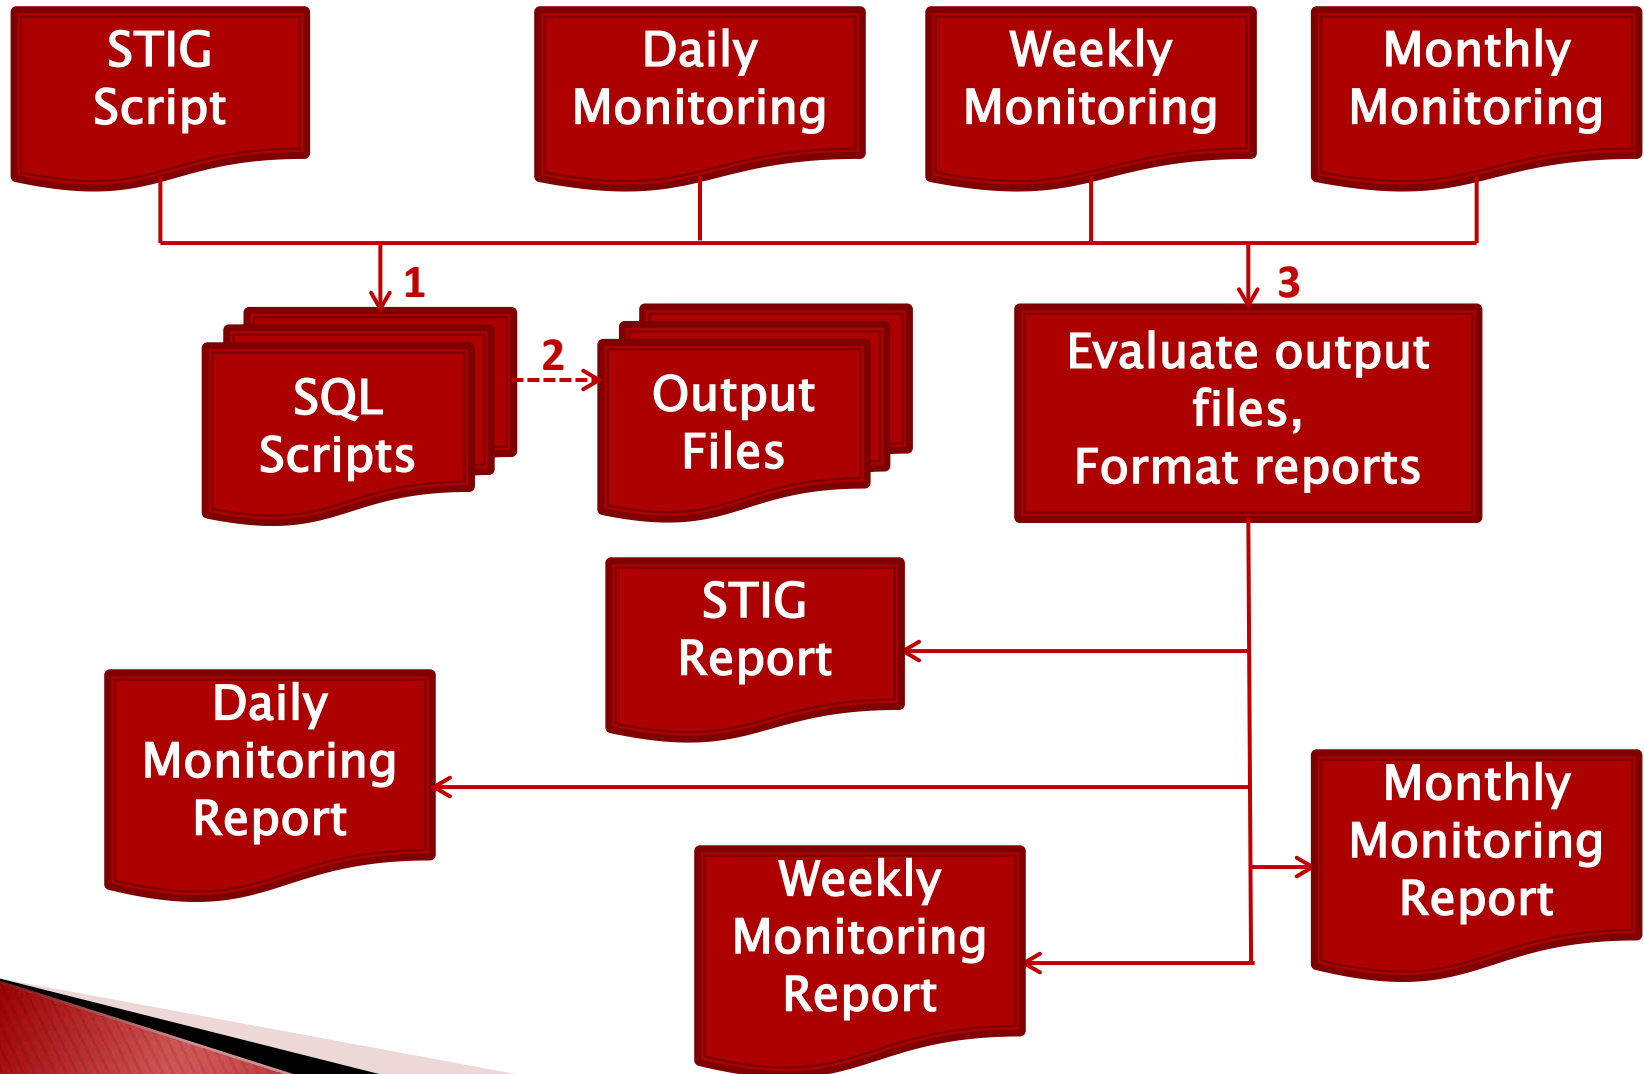 STIG
Script
Daily
Monitoring
Weekly
Monitoring
Monthly
Monitoring
1
3
SQL
Scripts
2
Output
Files
Evaluate output
files,
Format reports
STIG
Report
Daily
Monitoring
Report
Monthly
Monitoring
Report
Weekly
Monitoring
Report